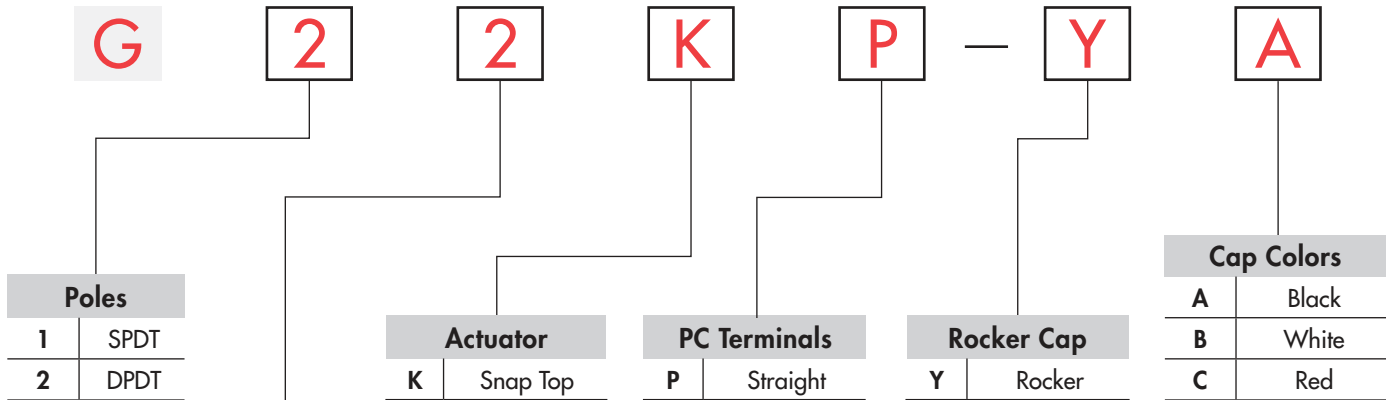 G 2 2 K P — Y A
Poles
1 SPDT
2 DPDT
Actuator
K Snap Top
PC Terminals
P Straight
Rocker Cap
Y Rocker
Cap Colors
A Black
B White
C Red